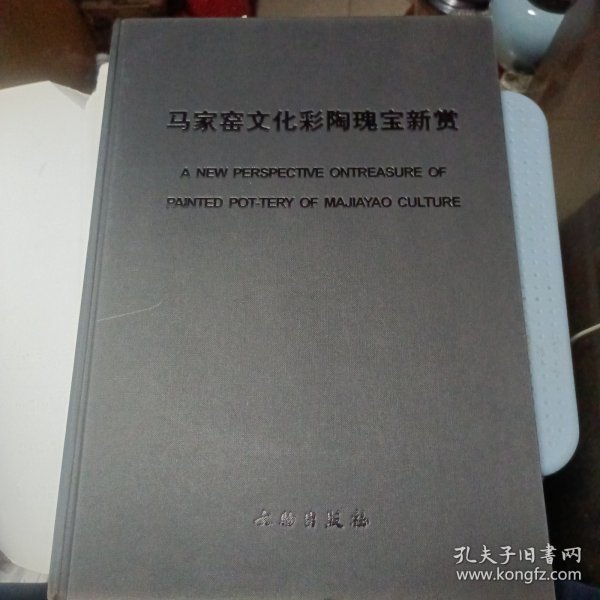 马家窑文化彩陶瑰宝新赏
A NEW PERSPECTIVE ONTREASURE OF
PAINTED POT-TERY OF MAJIAYAO CULTURE
文物出版社
孔夫子旧书网
www.kongfz.com